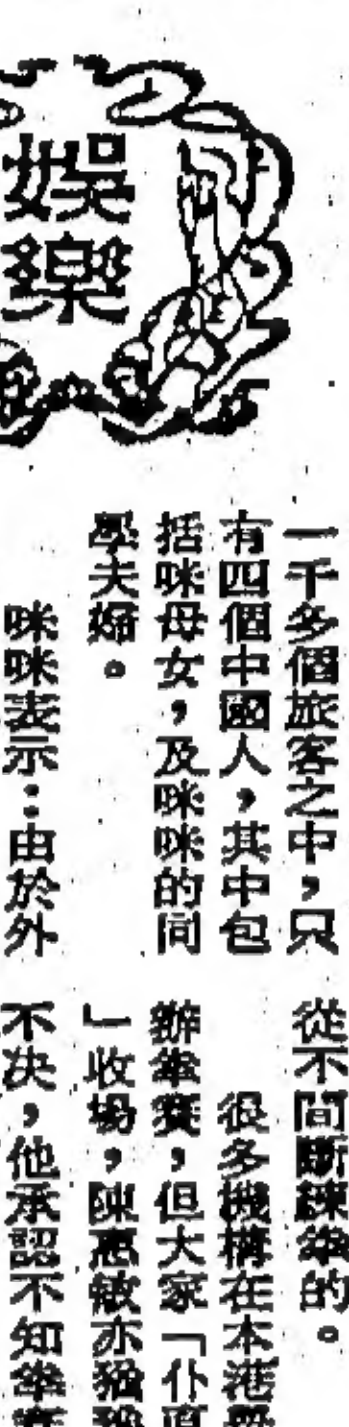 娛樂
一千多個旅客之中，只
有四個中國人，其中包
括咪母女，及咪咪的同
學夫婦。
咪咪表示：由於外
從不間斷練拳的。
很多機構在本港
辦拳賽，但大家「仆直
」收場，陳惠敏亦猶
不決，他承認不知拳